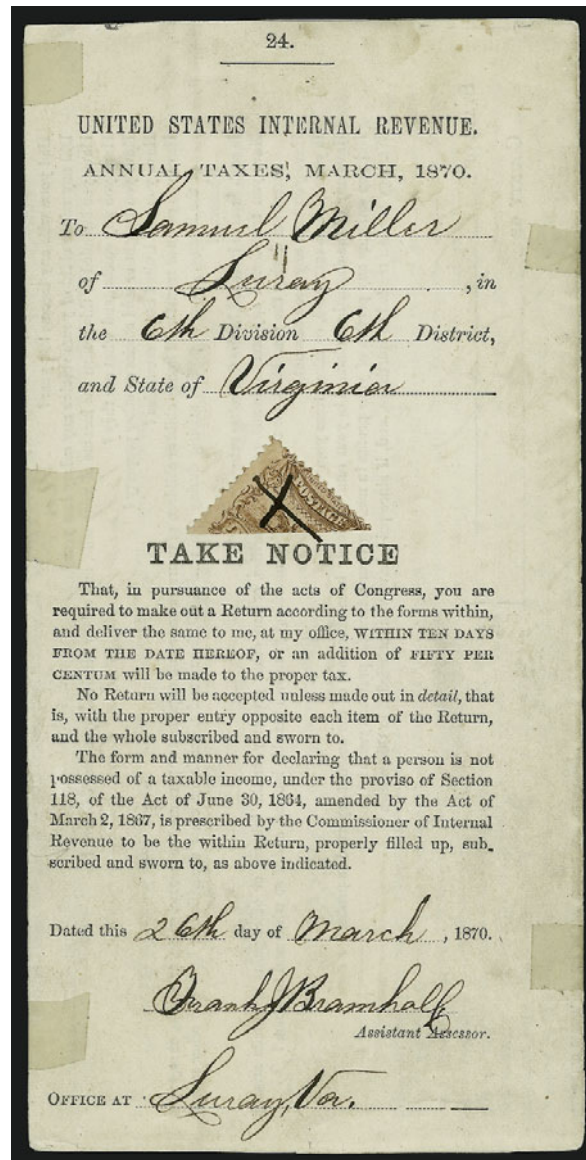 24.
UNITED STATES INTERNAL REVENUE.
ANNUAL TAXES, MARCH, 1870.
To Samuel Miller
of Luray, in
the 6th Division 6th District,
and State of Virginia
POSTAGE
TAKE NOTICE
That, in pursuance of the acts of Congress, you are
required to make out a Return according to the forms within,
and deliver the same to me, at my office, WITHIN TEN DAYS
FROM THE DATE HEREOF, or an addition of FIFTY PER
CENTUM will be made to the proper tax.
No Return will be accepted unless made out in detail, that
is, with the proper entry opposite each item of the Return,
and the whole subscribed and sworn to.
The form and manner for declaring that a person is not
possessed of a taxable income, under the proviso of Section
118, of the Act of June 30, 1864, amended by the Act of
March 2, 1867, is prescribed by the Commissioner of Internal
Revenue to be the within Return, properly filled up, sub-
scribed and sworn to, as above indicated.
Dated this 26th day of March, 1870.
Frank J Bramhall
Assistant Assessor.
OFFICE AT Luray, Va.